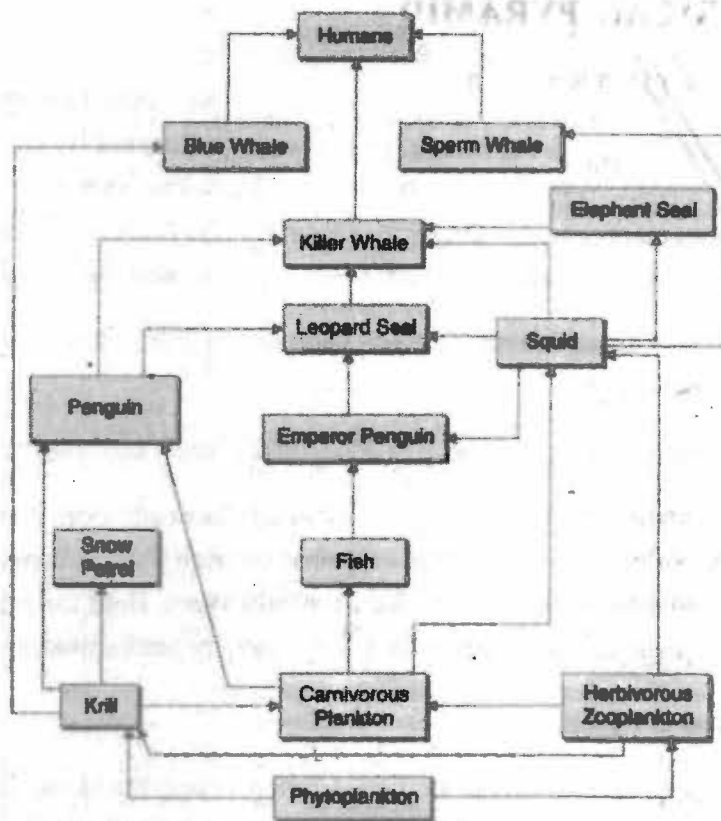 PYRAMID
Humans
Blue Whale
Sperm Whale
Elephant Seal
Killer Whale
Leopard Seal
Squid
Penguin
Emperor Penguin
Snow
Petrel
Fish
Krill
Carnivorous
Plankton
Herbivorous
Zooplankton
Phytoplankton